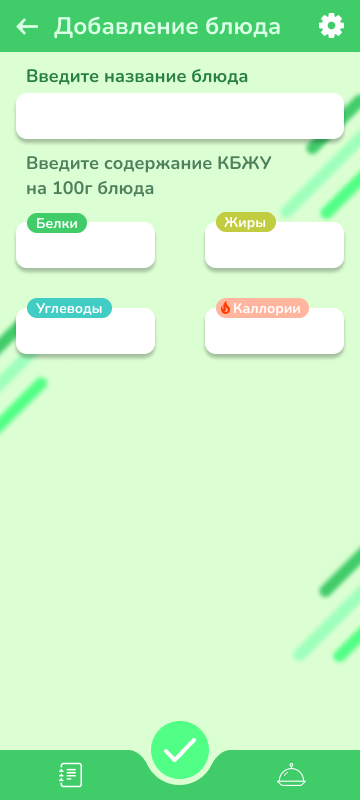 Добавление блюда
Введите название блюда
Введите содержание КБЖУ
на 100г блюда
Белки
Жиры
Углеводы
Каллории